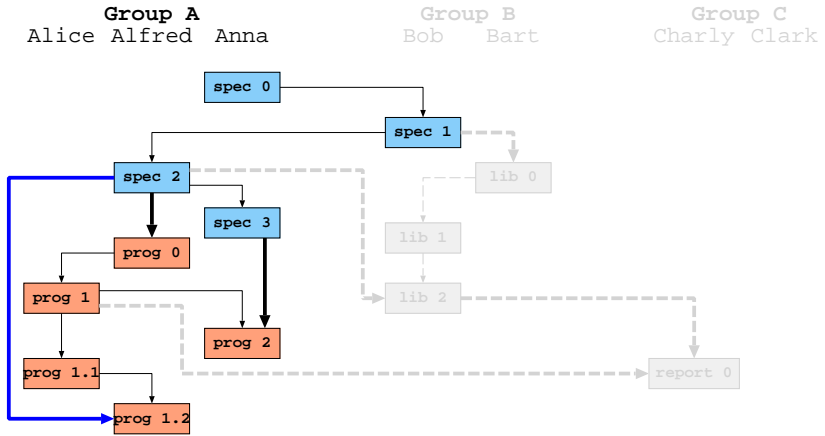 Group A Group B Group C
Alice Alfred Anna Bob Bart Charly Clark
spec 0
spec 1
spec 2 lib 0
spec 3
prog 0 lib 1
prog 1 lib 2
prog 2
prog 1.1 report 0
prog 1.2